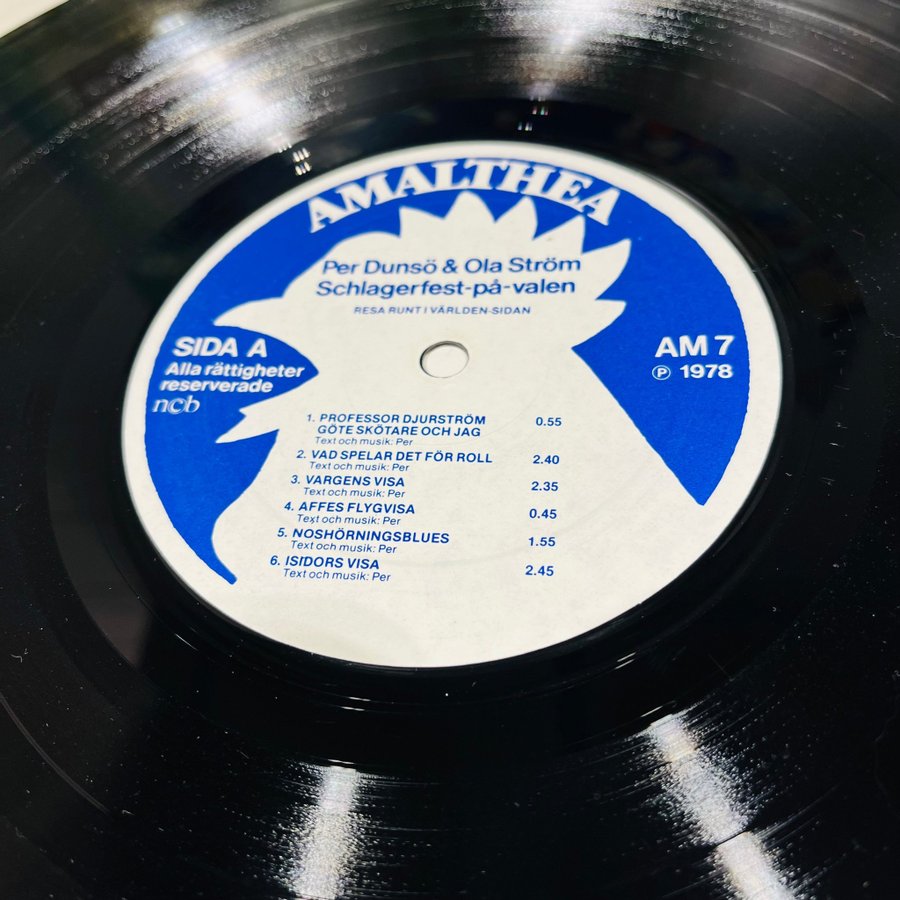 AMALTHEA
Per Dunsö & Ola Ström
Schlagerfest-på-valen
RESA RUNT I VÄRLDEN-SIDAN
SIDA A
Alla rättigheter
reserverade
ncb
AM 7
Ⓟ 1978
1. PROFESSOR DJURSTRÖM 0.55
GÖTE SKÖTARE OCH JAG
Text och musik: Per
2. VAD SPELAR DET FÖR ROLL 2.40
Text och musik: Per
3. VARGENS VISA 2.35
Text och musik: Per
4. AFFES FLYGVISA 0.45
Text och musik: Per
5. NOSHÖRNINGSBLUES 1.55
Text och musik: Per
6. ISIDORS VISA 2.45
Text och musik: Per